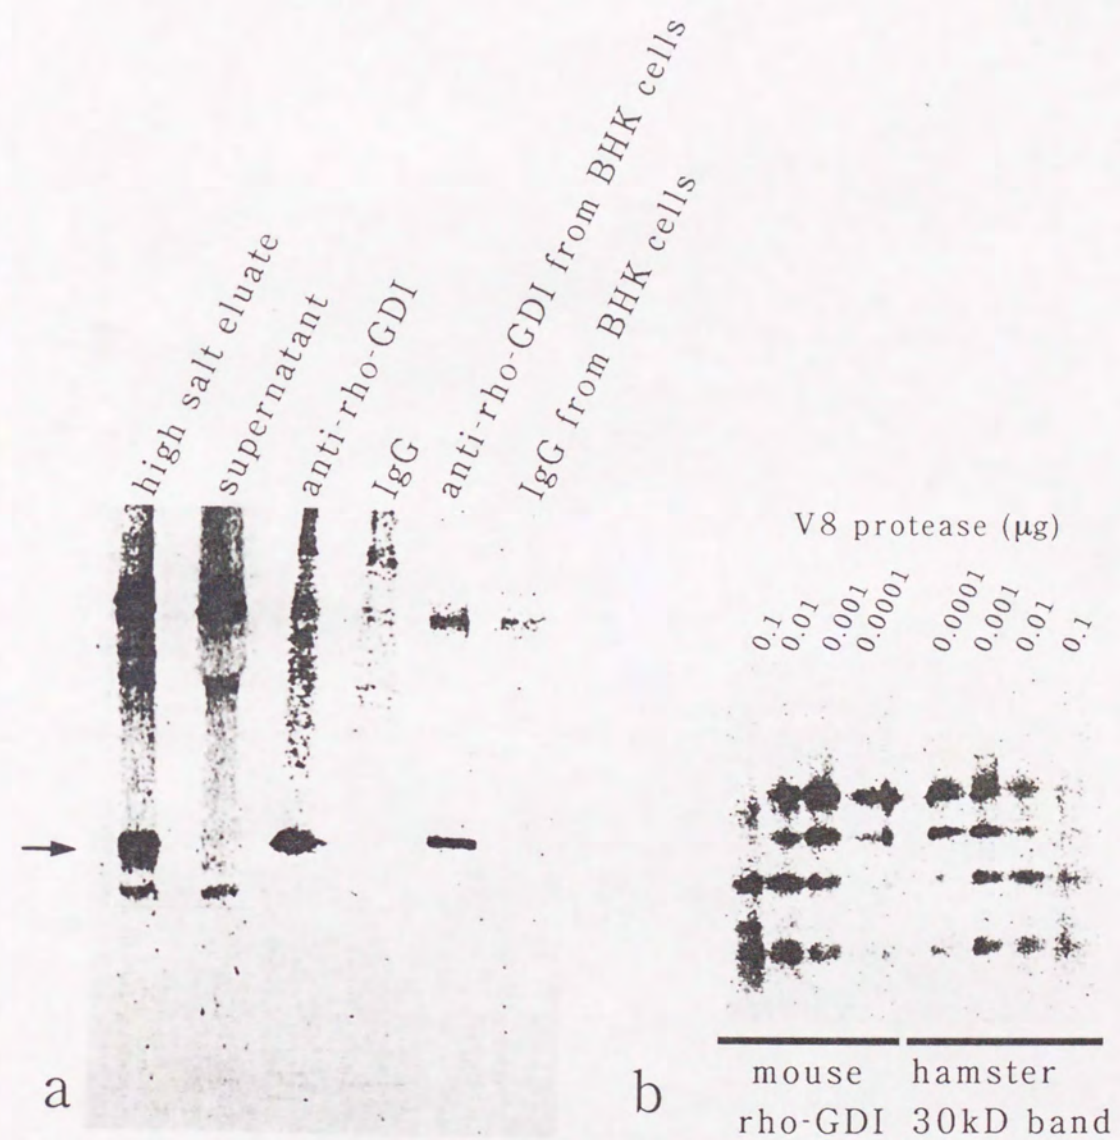 high salt eluate
supernatant
anti-rho-GDI
IgG
anti-rho-GDI from BHK cells
IgG from BHK cells
a
V8 protease (μg)
0.1
0.01
0.001
0.0001
0.0001
0.001
0.01
0.1
mouse
rho-GDI
hamster
30kD band
b